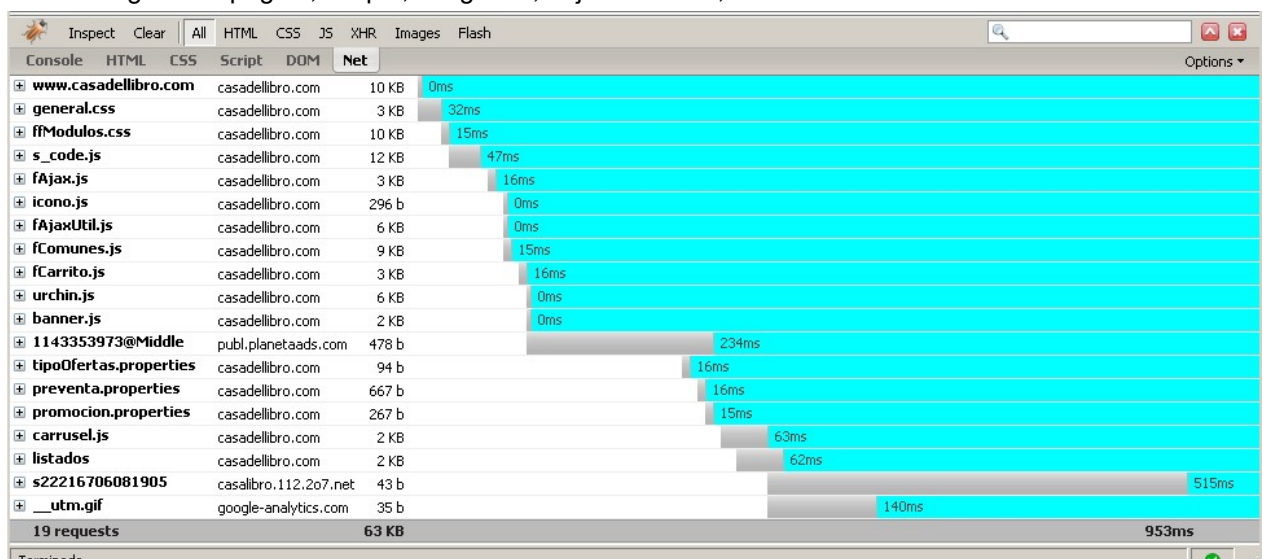 Inspect Clear All HTML CSS JS XHR Images Flash
Console HTML CSS Script DOM Net Options
www.casadellibro.com casadellibro.com 10 KB 0ms
general.css casadellibro.com 3 KB 32ms
ffModulos.css casadellibro.com 10 KB 15ms
s_code.js casadellibro.com 12 KB 47ms
fAjax.js casadellibro.com 3 KB 16ms
icono.js casadellibro.com 296 b 0ms
fAjaxUtil.js casadellibro.com 6 KB 0ms
fComunes.js casadellibro.com 9 KB 15ms
fCarrito.js casadellibro.com 3 KB 16ms
urchin.js casadellibro.com 6 KB 0ms
banner.js casadellibro.com 2 KB 0ms
1143353973@Middle publ.planetaads.com 478 b 234ms
tipoOfertas.properties casadellibro.com 94 b 16ms
preventa.properties casadellibro.com 667 b 16ms
promocion.properties casadellibro.com 267 b 15ms
carrusel.js casadellibro.com 2 KB 63ms
listados casadellibro.com 2 KB 62ms
s22216706081905 casalibro.112.2o7.net 43 b 515ms
__utm.gif google-analytics.com 35 b 140ms
19 requests 63 KB 953ms